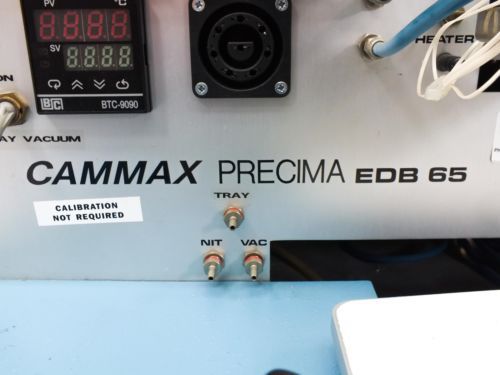 PV °C
8.8.8.8.
SV
8.8.8.8.
BTC
BTC-9090
HEATER
ON
AY VACUUM
CAMMAX PRECIMA EDB 65
CALIBRATION
NOT REQUIRED
TRAY
NIT VAC